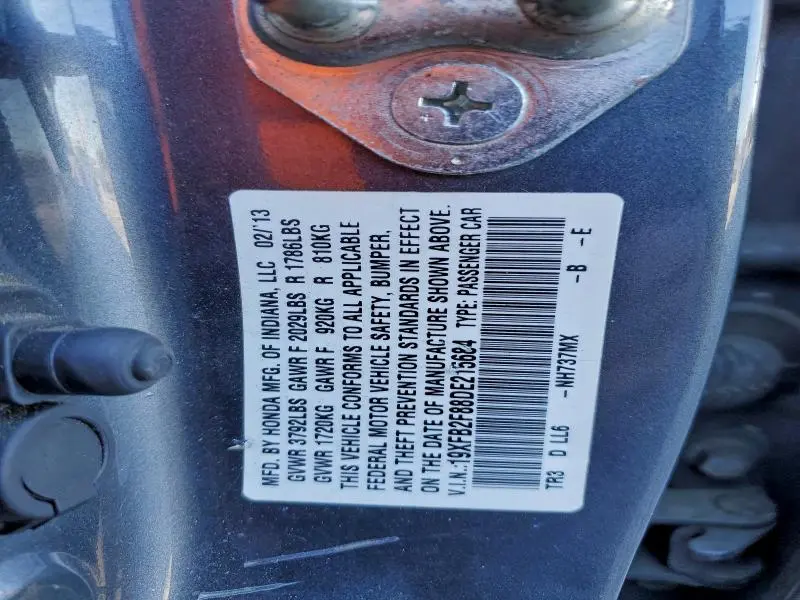 MFD. BY HONDA MFG. OF INDIANA, LLC 02/'13
GVWR 3792LBS GAWR F 2029LBS R 1786LBS
GVWR 1720KG GAWR F 920KG R 810KG
THIS VEHICLE CONFORMS TO ALL APPLICABLE
FEDERAL MOTOR VEHICLE SAFETY, BUMPER,
AND THEFT PREVENTION STANDARDS IN EFFECT
ON THE DATE OF MANUFACTURE SHOWN ABOVE.
V.I.N.:19XFB2F88DE215624 TYPE: PASSENGER CAR
TR3 D LL6 -NH737MX -B -E